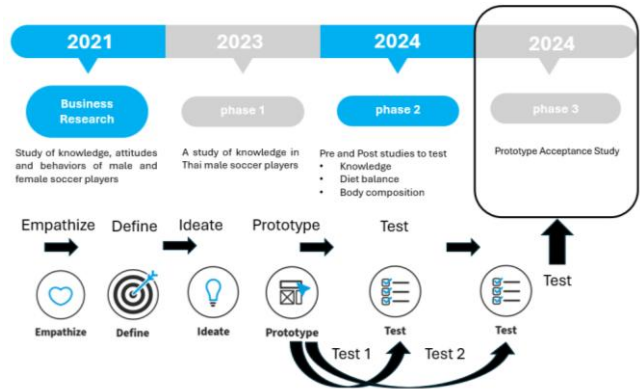 2021
2023
2024
2024
Business
Research
phase 1
phase 2
phase 3
Study of knowledge, attitudes
and behaviors of male and
female soccer players
A study of knowledge in
Thai male soccer players
Pre and Post studies to test
• Knowledge
• Diet balance
• Body composition
Prototype Acceptance Study
Empathize
Define
Ideate
Prototype
Test
Test
Empathize
Define
Ideate
Prototype
Test
Test
Test 1
Test 2